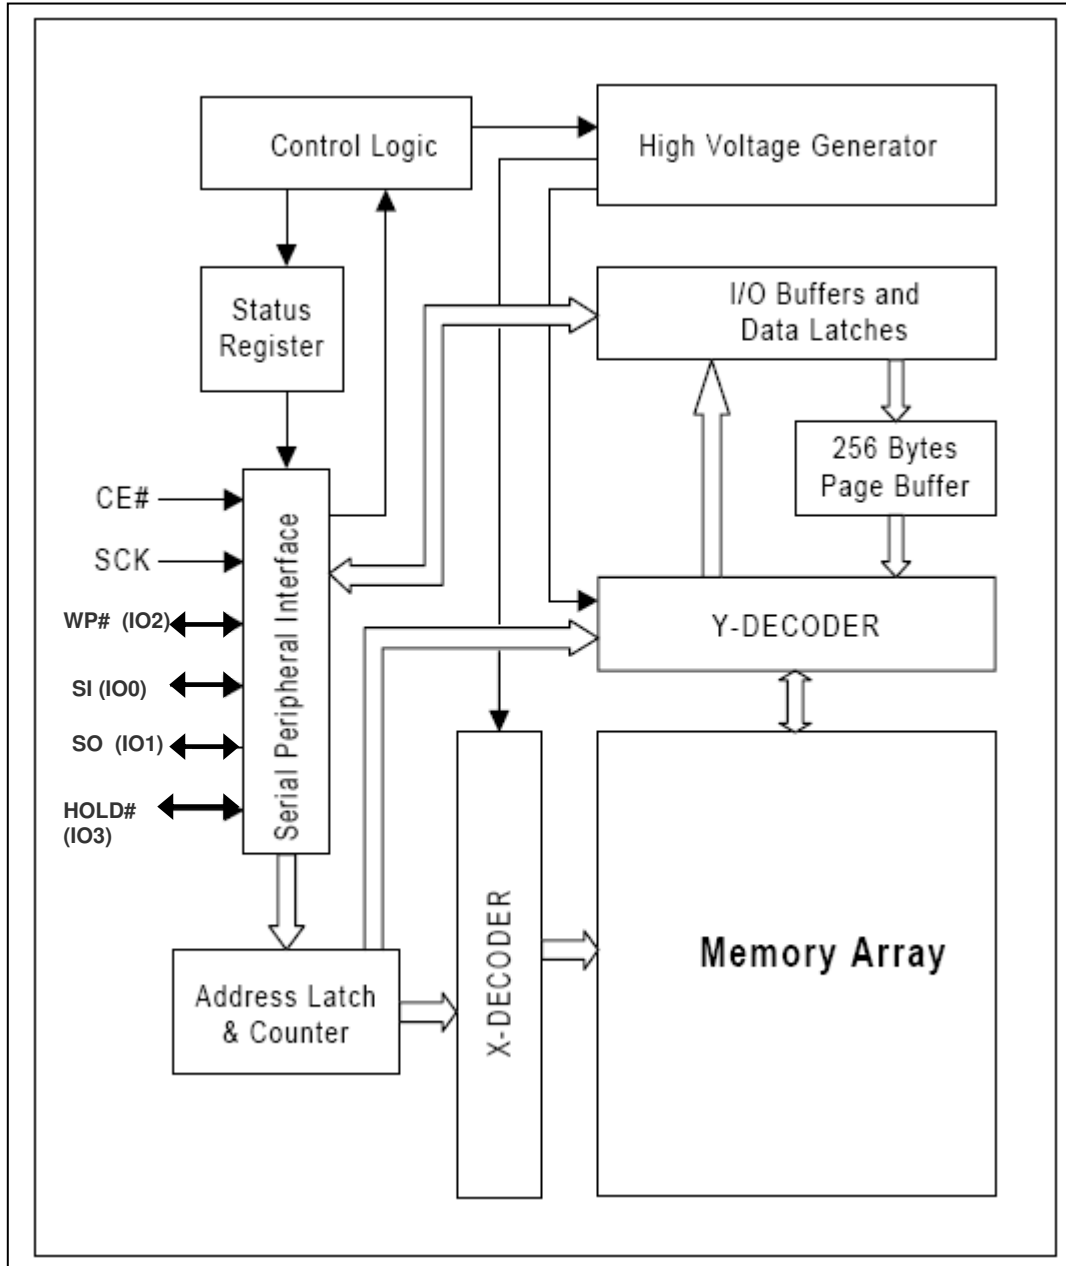 Control Logic
High Voltage Generator
Status
Register
I/O Buffers and
Data Latches
256 Bytes
Page Buffer
CE#
SCK
WP# (IO2)
SI (IO0)
SO (IO1)
HOLD#
(IO3)
Serial Peripheral Interface
Y-DECODER
Address Latch
& Counter
X-DECODER
Memory Array